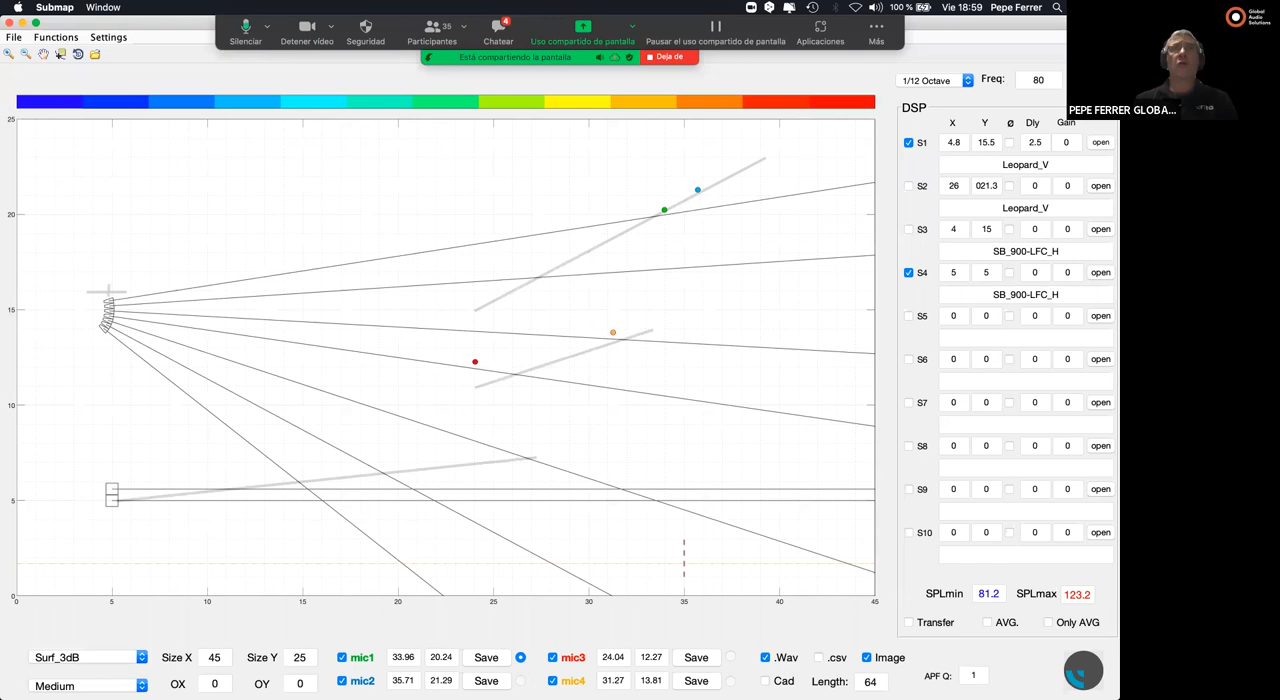 Submap Window
100 % Vie 18:59 Pepe Ferrer
Global
Audio
Solutions
File Functions Settings
Silenciar Detener vídeo Seguridad Participantes 35 Chatear 4 Uso compartido de pantalla Pausar el uso compartido de pantalla Aplicaciones Más
Está compartiendo la pantalla Deja de
PEPE FERRER GLOBA...
1/12 Octave Freq: 80
DSP
X Y Ø Dly Gain
S1 4.8 15.5 2.5 0 open
Leopard_V
S2 26 021.3 0 0 open
Leopard_V
S3 4 15 0 0 open
SB_900-LFC_H
S4 5 5 0 0 open
SB_900-LFC_H
S5 0 0 0 0 open
S6 0 0 0 0 open
S7 0 0 0 0 open
S8 0 0 0 0 open
S9 0 0 0 0 open
S10 0 0 0 0 open
SPLmin 81.2 SPLmax 123.2
Transfer AVG. Only AVG
25
20
15
10
5
0
0 5 10 15 20 25 30 35 40 45
Surf_3dB Size X 45 Size Y 25 mic1 33.96 20.24 Save mic3 24.04 12.27 Save .Wav .csv Image
Medium OX 0 OY 0 mic2 35.71 21.29 Save mic4 31.27 13.81 Save Cad Length: 64 APF Q: 1